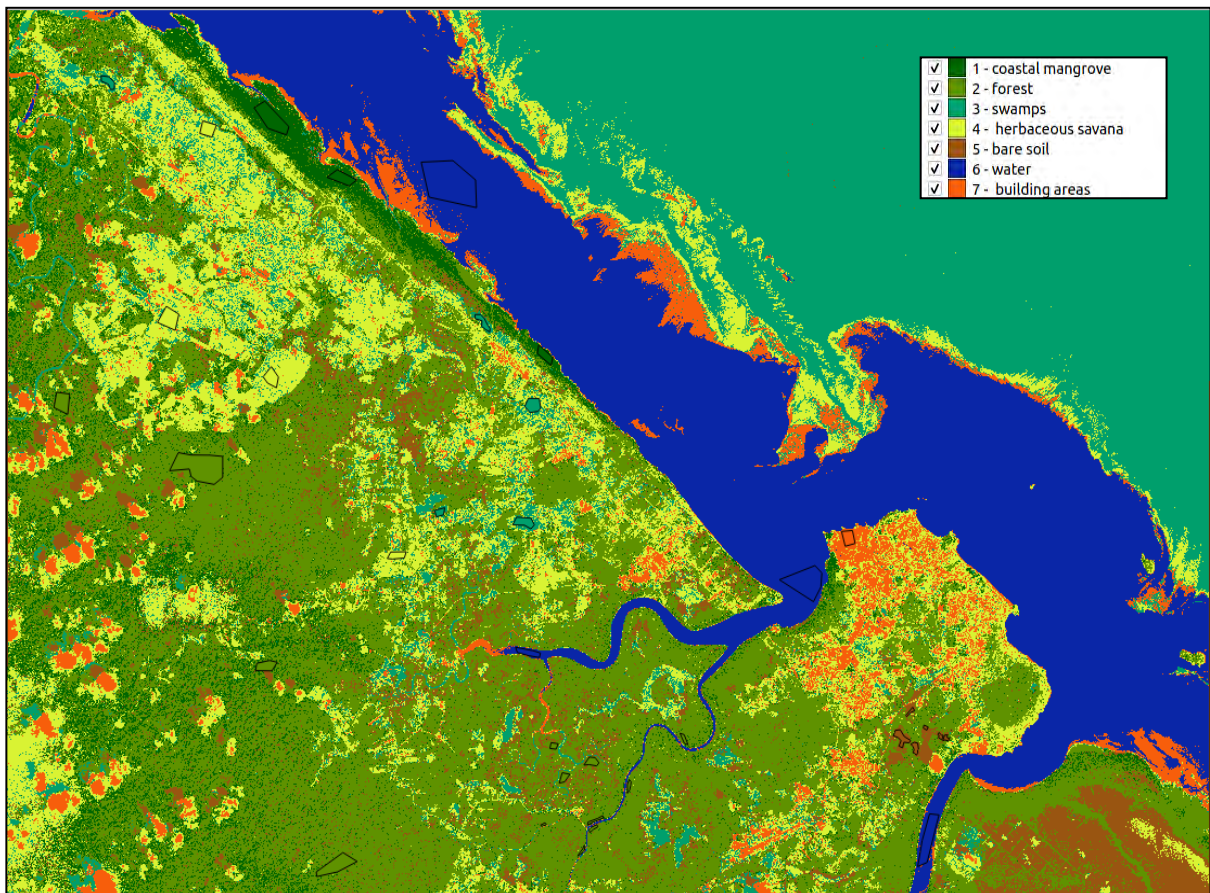 1 - coastal mangrove
2 - forest
3 - swamps
4 - herbaceous savana
5 - bare soil
6 - water
7 - building areas